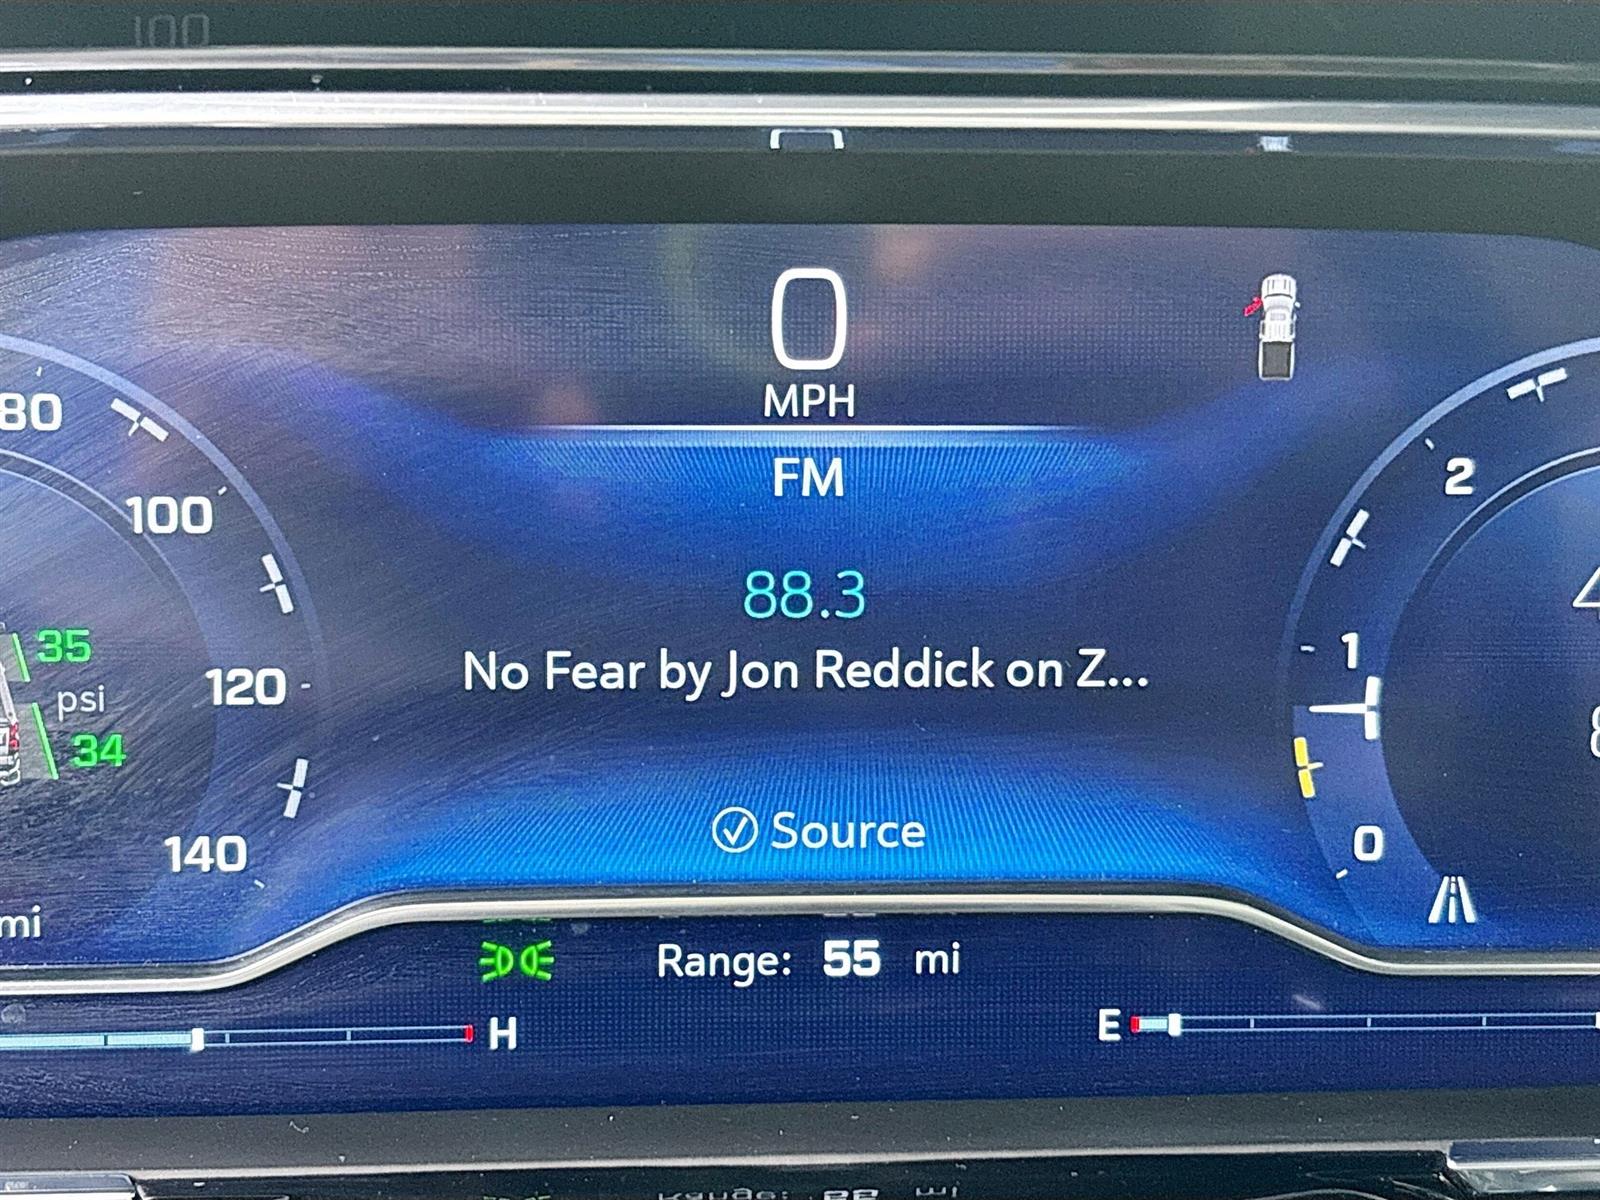 0
MPH
FM
88.3
No Fear by Jon Reddick on Z...
Source
80
100
120
140
35
psi
34
mi
2
1
0
Range: 55 mi
H
E